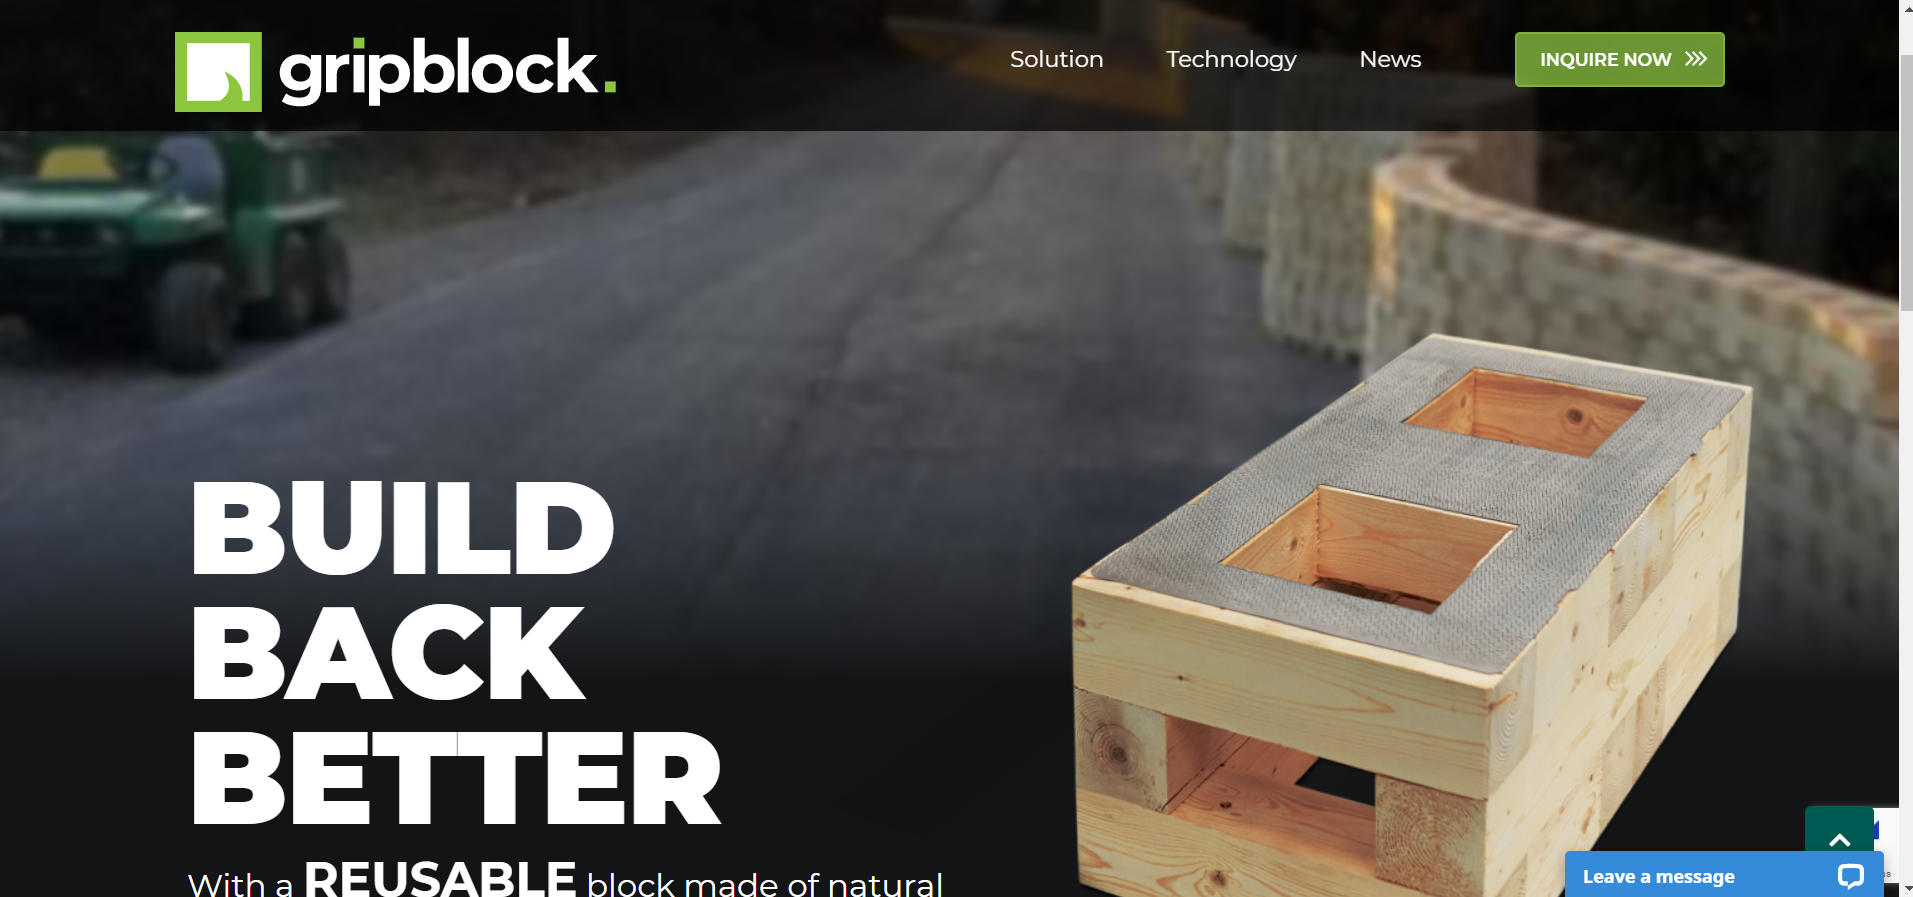 gripblock.
Solution
Technology
News
INQUIRE NOW
BUILD
BACK
BETTER
With a REUSABLE block made of natural
Leave a message